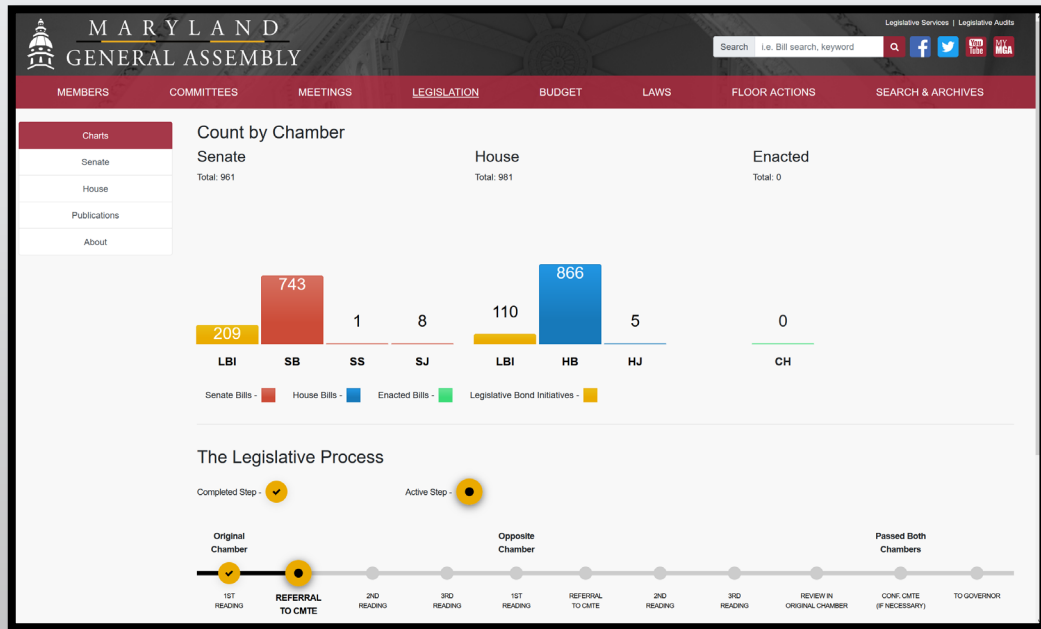 MARYLAND
GENERAL ASSEMBLY
Legislative Services | Legislative Audits
Search i.e. Bill search, keyword
f
You
Tube
MY
MGA
MEMBERS COMMITTEES MEETINGS LEGISLATION BUDGET LAWS FLOOR ACTIONS SEARCH & ARCHIVES
Charts
Senate
House
Publications
About
Count by Chamber
Senate House Enacted
Total: 961 Total: 981 Total: 0
209 743 1 8 110 866 5 0
LBI SB SS SJ LBI HB HJ CH
Senate Bills - House Bills - Enacted Bills - Legislative Bond Initiatives -
The Legislative Process
Completed Step - Active Step -
Original Opposite Passed Both
Chamber Chamber Chambers
1ST REFERRAL 2ND 3RD 1ST REFERRAL 2ND 3RD REVIEW IN CONF. CMTE TO GOVERNOR
READING TO CMTE READING READING READING TO CMTE READING READING ORIGINAL CHAMBER (IF NECESSARY)